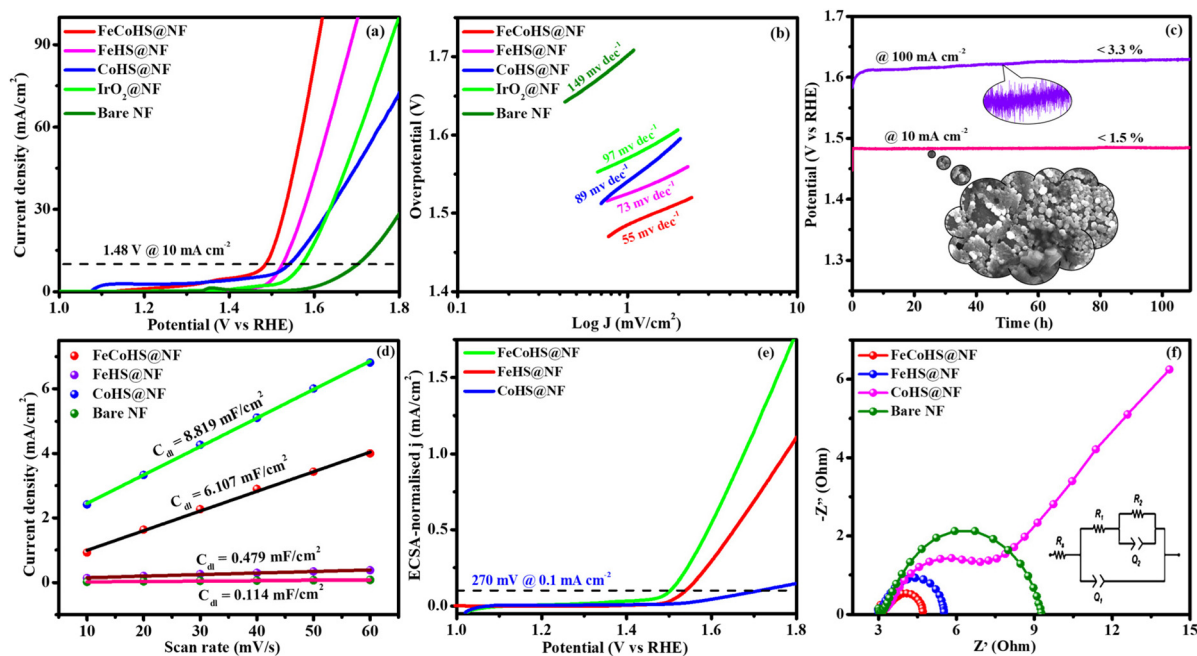 (a)
FeCoHS@NF
FeHS@NF
CoHS@NF
IrO₂@NF
Bare NF
1.48 V @ 10 mA cm⁻²
Current density (mA/cm²)
90
60
30
0
1.0 1.2 1.4 1.6 1.8
Potential (V vs RHE)
(b)
FeCoHS@NF
FeHS@NF
CoHS@NF
IrO₂@NF
Bare NF
149 mv dec⁻¹
97 mv dec⁻¹
89 mv dec⁻¹
73 mv dec⁻¹
55 mv dec⁻¹
Overpotential (V)
1.8
1.7
1.6
1.5
1.4
0.1 1 10
Log J (mV/cm²)
(c)
@ 100 mA cm⁻²
< 3.3 %
@ 10 mA cm⁻²
< 1.5 %
Potential (V vs RHE)
1.6
1.5
1.4
1.3
0 20 40 60 80 100
Time (h)
(d)
FeCoHS@NF
FeHS@NF
CoHS@NF
Bare NF
Cdl = 8.819 mF/cm²
Cdl = 6.107 mF/cm²
Cdl = 0.479 mF/cm²
Cdl = 0.114 mF/cm²
Current density (mA/cm²)
6
4
2
0
10 20 30 40 50 60
Scan rate (mV/s)
(e)
FeCoHS@NF
FeHS@NF
CoHS@NF
270 mV @ 0.1 mA cm⁻²
ECSA-normalised j (mA/cm²)
1.5
1.0
0.5
0.0
1.0 1.2 1.4 1.6 1.8
Potential (V vs RHE)
(f)
FeCoHS@NF
FeHS@NF
CoHS@NF
Bare NF
Rs
R1
R2
Q2
Q1
-Z'' (Ohm)
6
4
2
0
3 6 9 12 15
Z' (Ohm)